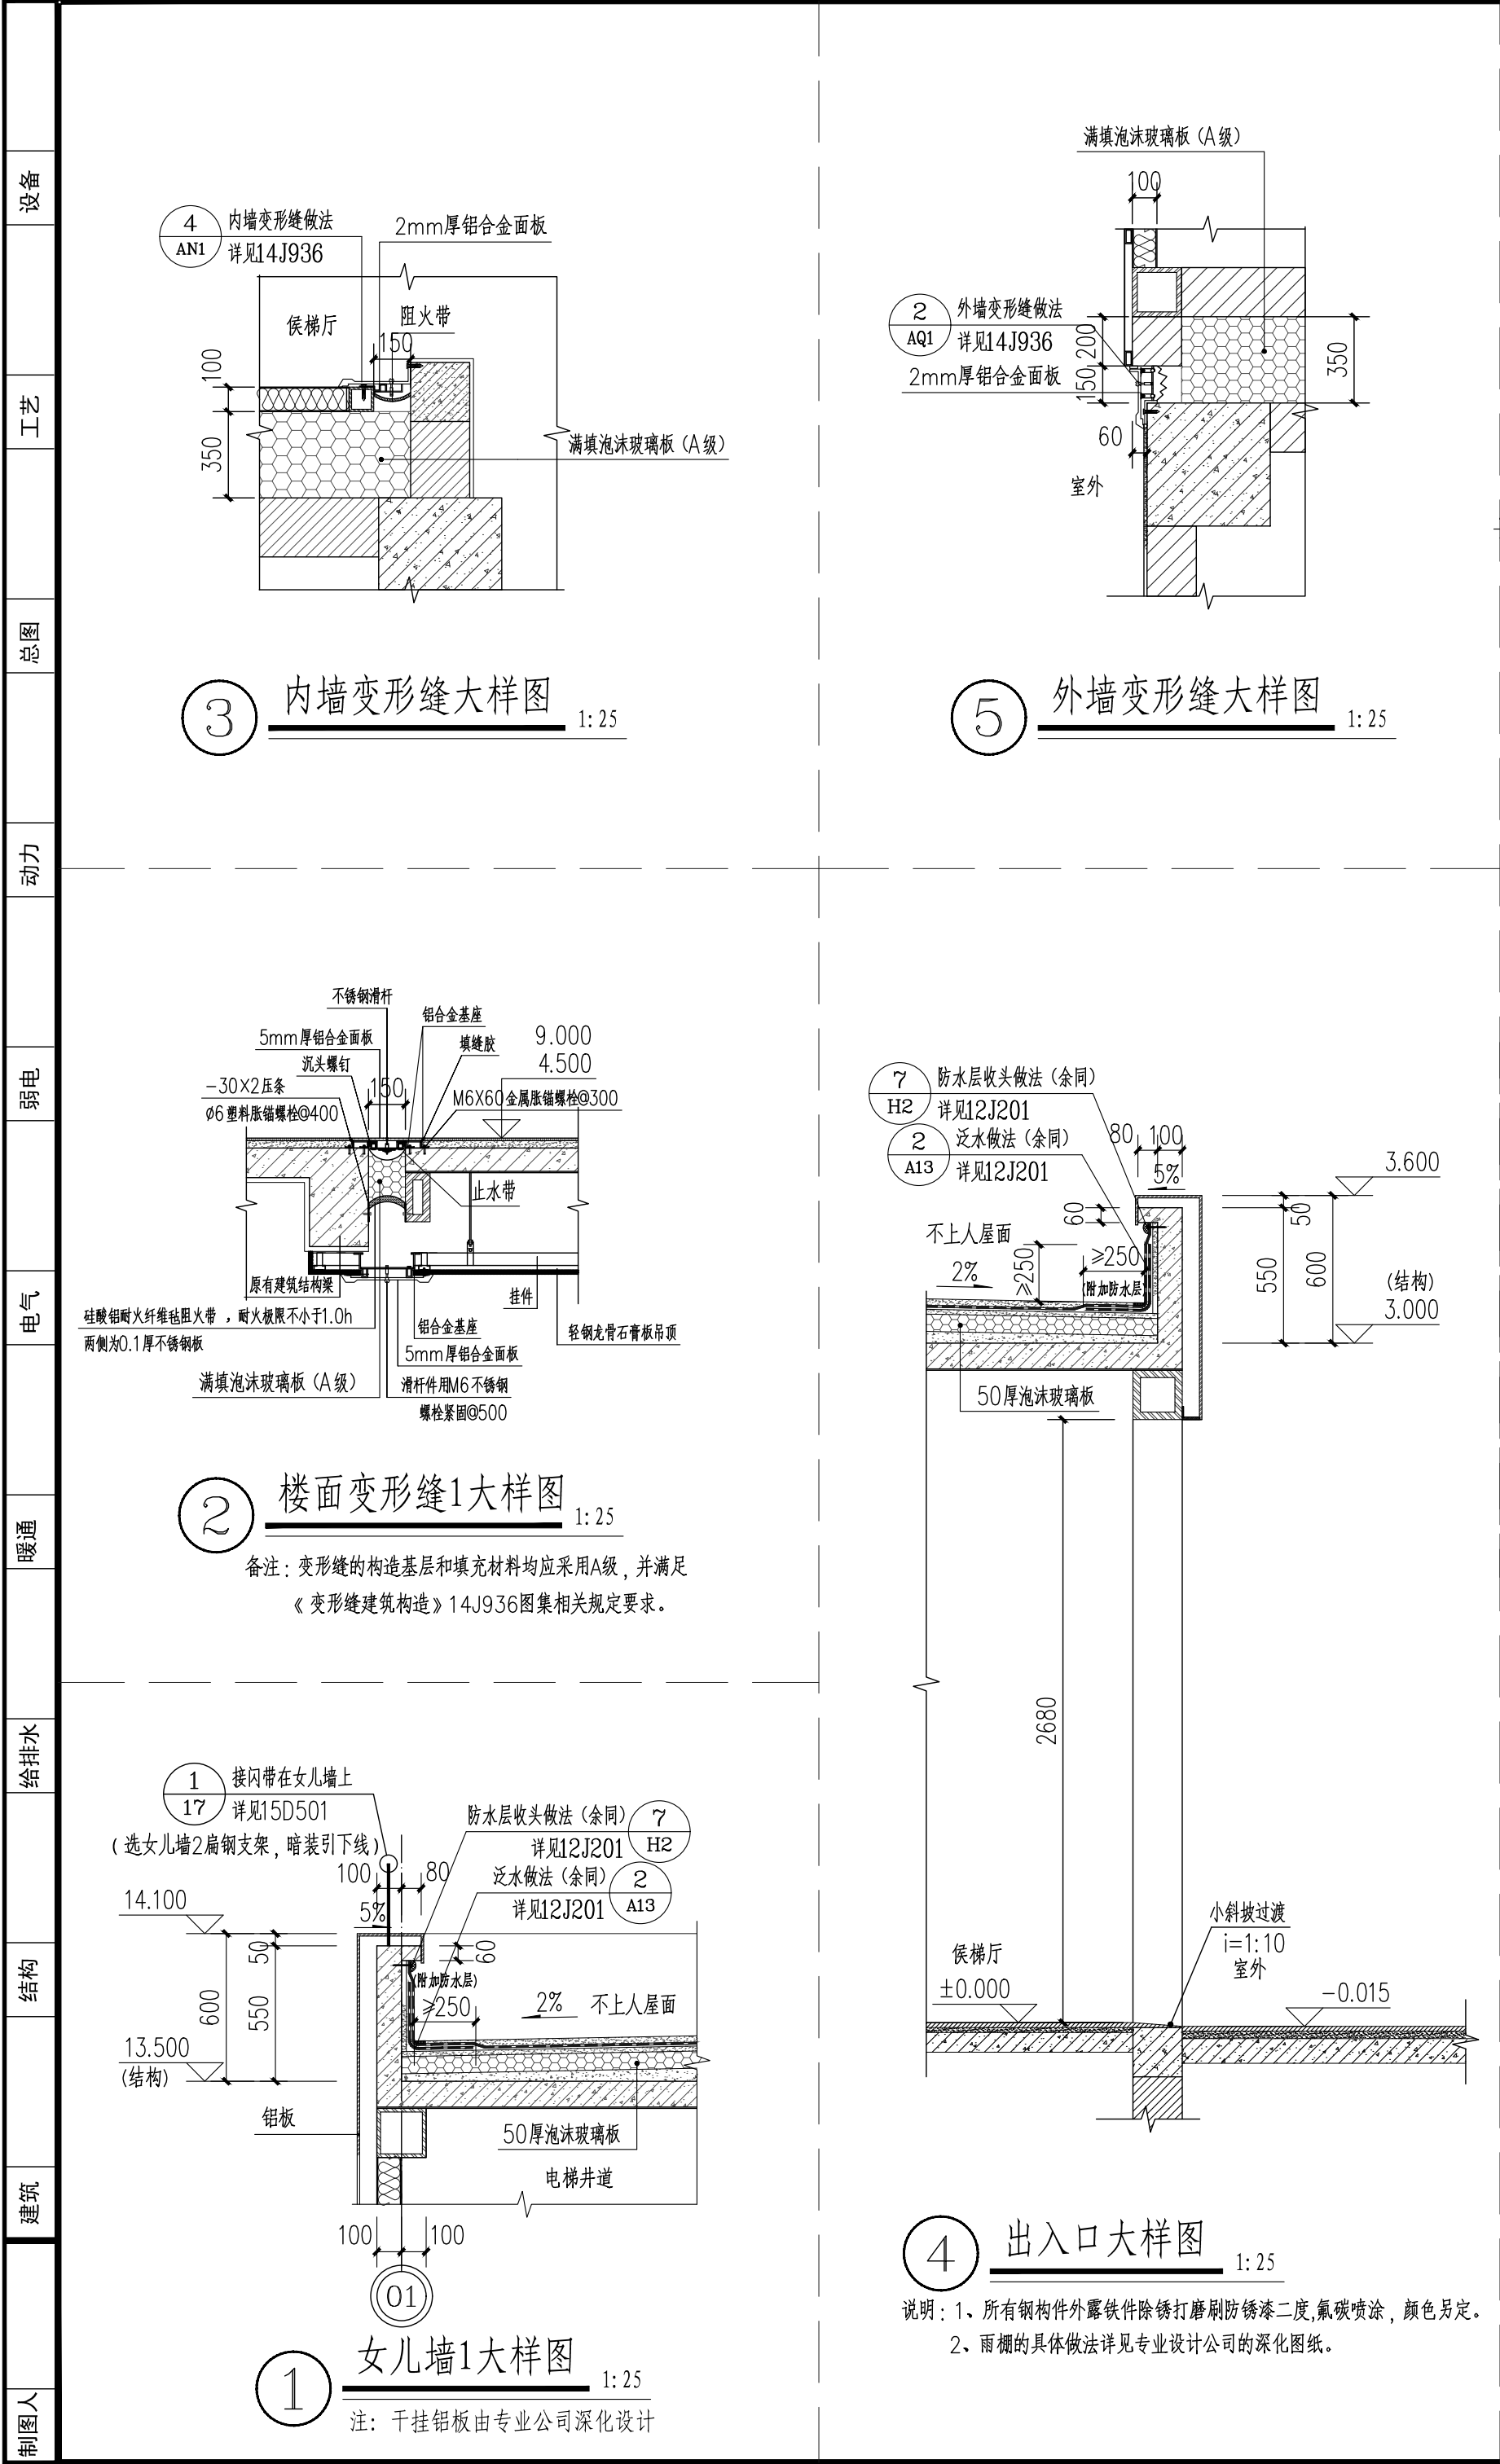 设备
工艺
总图
动力
弱电
电气
暖通
给排水
结构
建筑
制图人
4
AN1
内墙变形缝做法
详见14J936
2mm厚铝合金面板
侯梯厅
阻火带
150
100
350
满填泡沫玻璃板(A级)
3
内墙变形缝大样图
1:25
满填泡沫玻璃板(A级)
100
2
AQ1
外墙变形缝做法
详见14J936
2mm厚铝合金面板
200
150
350
60
室外
5
外墙变形缝大样图
1:25
不锈钢滑杆
铝合金基座
5mm厚铝合金面板
填缝胶
9.000
4.500
沉头螺钉
-30×2压条
150
M6X60金属胀锚螺栓@300
Ø6塑料胀锚螺栓@400
止水带
原有建筑结构梁
挂件
硅酸铝耐火纤维毡阻火带，耐火极限不小于1.0h
两侧为0.1厚不锈钢板
铝合金基座
轻钢龙骨石膏板吊顶
5mm厚铝合金面板
满填泡沫玻璃板(A级)
滑杆件用M6不锈钢
螺栓紧固@500
2
楼面变形缝1大样图
1:25
备注：变形缝的构造基层和填充材料均应采用A级，并满足
《变形缝建筑构造》14J936图集相关规定要求。
1
17
接闪带在女儿墙上
详见15D501
(选女儿墙2扁钢支架，暗装引下线)
防水层收头做法(余同)
详见12J201
7
H2
泛水做法(余同)
详见12J201
2
A13
100
80
14.100
5%
50
60
(附加防水层)
600
550
≥250
2%
不上人屋面
13.500
(结构)
铝板
50厚泡沫玻璃板
电梯井道
100
100
01
1
女儿墙1大样图
1:25
注：干挂铝板由专业公司深化设计
7
H2
防水层收头做法(余同)
详见12J201
2
A13
泛水做法(余同)
详见12J201
80
100
5%
3.600
60
50
不上人屋面
≥250
≥250
2%
(附加防水层)
550
600
(结构)
3.000
50厚泡沫玻璃板
2680
小斜坡过渡
i=1:10
室外
侯梯厅
±0.000
-0.015
4
出入口大样图
1:25
说明：1、所有钢构件外露铁件除锈打磨刷防锈漆二度,氟碳喷涂，颜色另定。
2、雨棚的具体做法详见专业设计公司的深化图纸。